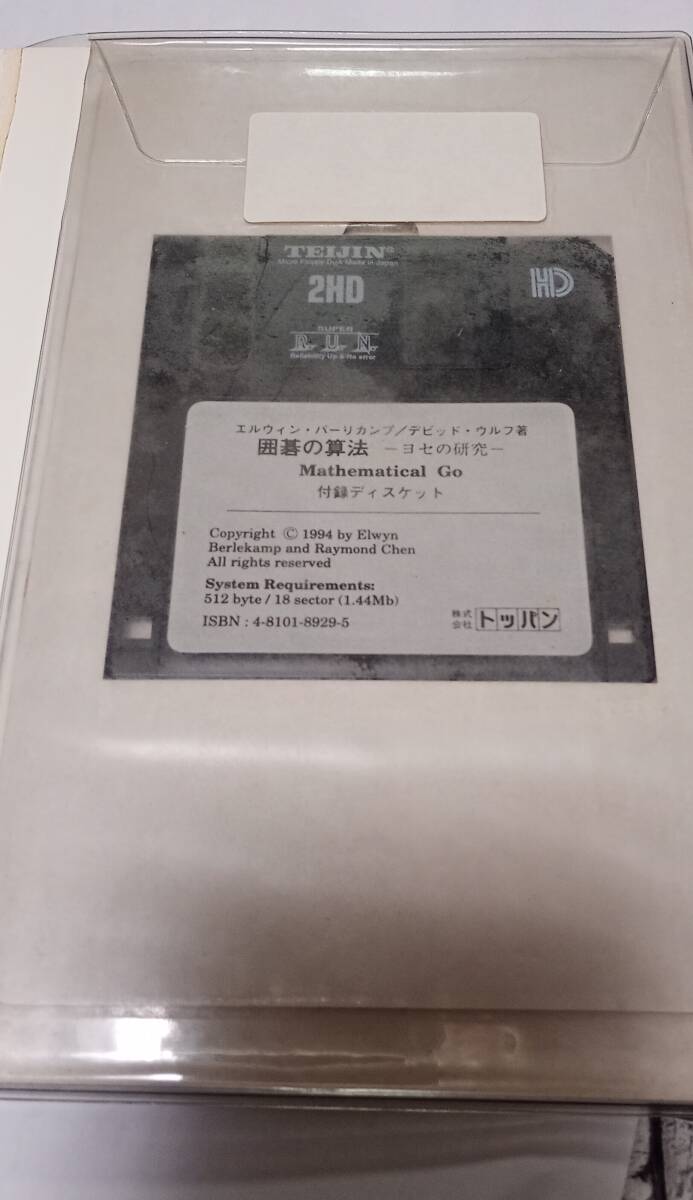 TEIJIN®
Micro Floppy Disk Made in Japan
2HD
HD
SUPER
R.U.N.
Reliability Up & No error
エルウィン・バーリカンプ/デビッド・ウルフ著
囲碁の算法 -ヨセの研究-
Mathematical Go
付録ディスケット
Copyright © 1994 by Elwyn
Berlekamp and Raymond Chen
All rights reserved
System Requirements:
512 byte / 18 sector (1.44Mb)
ISBN : 4-8101-8929-5
株式会社 トッパン